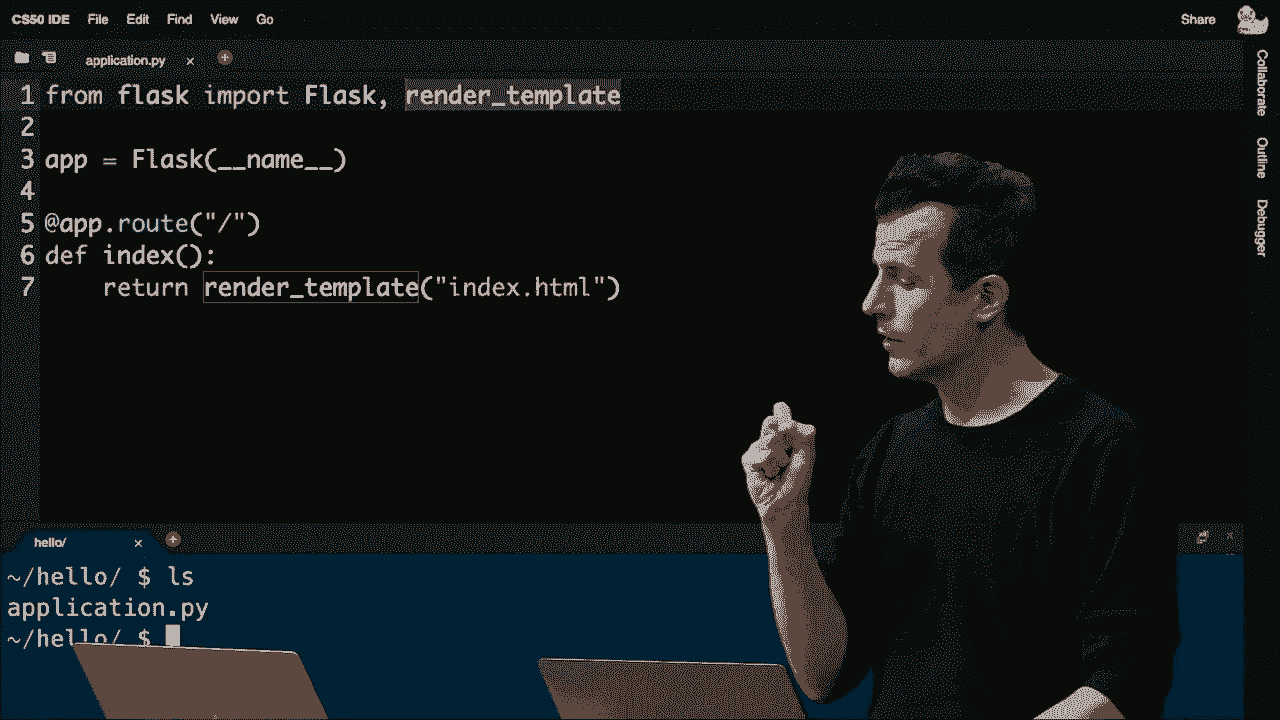 CS50 IDE File Edit Find View Go Share
application.py
1 from flask import Flask, render_template
2
3 app = Flask(__name__)
4
5 @app.route("/")
6 def index():
7     return render_template("index.html")
Collaborate
Outline
Debugger
hello/
~/hello/ $ ls
application.py
~/hello/ $